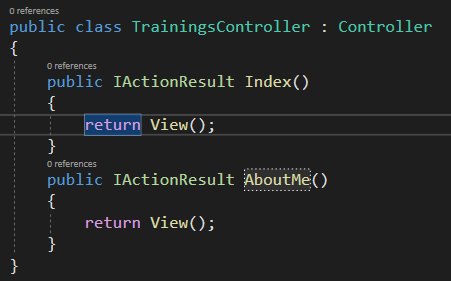 0 references
public class TrainingsController : Controller
{
0 references
public IActionResult Index()
{
return View();
}
0 references
public IActionResult AboutMe()
{
return View();
}
}